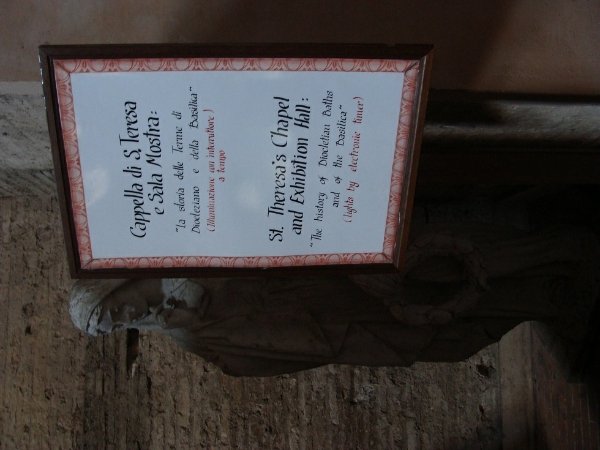 Cappella di S. Teresa
e Sala Mostra:
"La storia delle Terme di
Diocleziano e della Basilica"
(illuminazione con interruttore)
a tempo
St. Theresa's Chapel
and Exhibition Hall:
"The history of Diocletian Baths
and of the Basilica"
(lights by electronic timer)